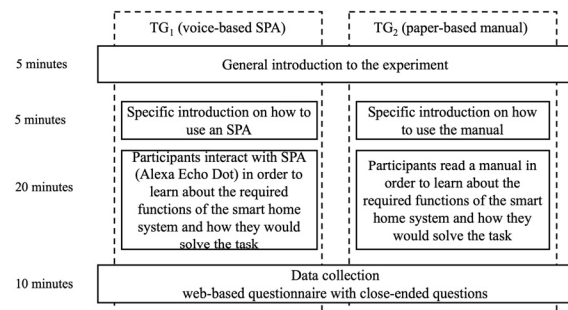 TG₁ (voice-based SPA)
TG₂ (paper-based manual)
5 minutes
General introduction to the experiment
5 minutes
Specific introduction on how to
use an SPA
Specific introduction on how
to use the manual
20 minutes
Participants interact with SPA
(Alexa Echo Dot) in order to
learn about the required
functions of the smart home
system and how they would
solve the task
Participants read a manual in
order to learn about the
required functions of the smart
home system and how they
would solve the task
10 minutes
Data collection
web-based questionnaire with close-ended questions